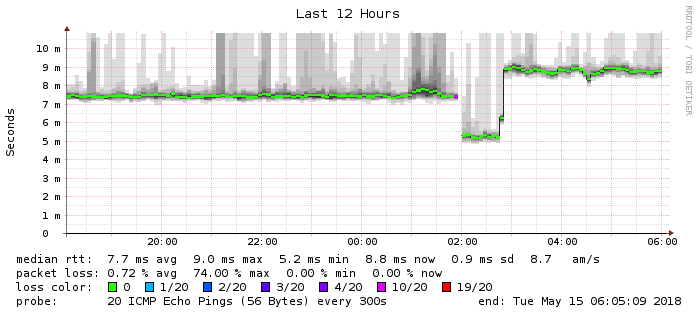 Last 12 Hours
RRDTOOL / TOBI OETIKER
Seconds
10 m
9 m
8 m
7 m
6 m
5 m
4 m
3 m
2 m
1 m
0
20:00 22:00 00:00 02:00 04:00 06:00
median rtt: 7.7 ms avg 9.0 ms max 5.2 ms min 8.8 ms now 0.9 ms sd 8.7 am/s
packet loss: 0.72 % avg 74.00 % max 0.00 % min 0.00 % now
loss color: 0 1/20 2/20 3/20 4/20 10/20 19/20
probe: 20 ICMP Echo Pings (56 Bytes) every 300s end: Tue May 15 06:05:09 2018